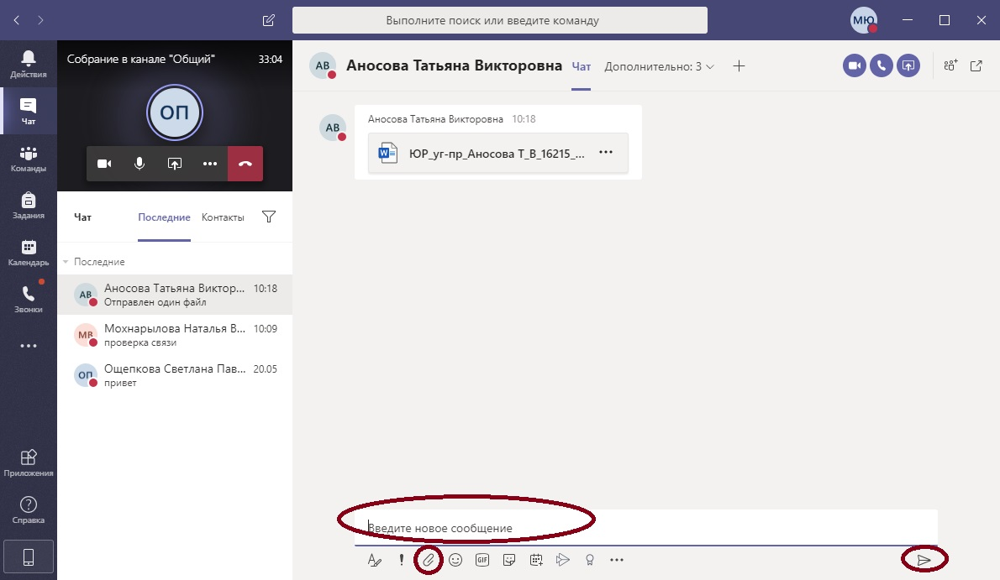 Выполните поиск или введите команду
МЮ
Действия
Чат
Команды
Задания
Календарь
Звонки
Приложения
Справка
Собрание в канале "Общий" 33:04
ОП
Чат Последние Контакты
Последние
АВ Аносова Татьяна Виктор... 10:18
Отправлен один файл
МВ Мохнарылова Наталья В... 10:09
проверка связи
ОП Ощепкова Светлана Пав... 20.05
привет
АВ Аносова Татьяна Викторовна Чат Дополнительно: 3
АВ
Аносова Татьяна Викторовна 10:18
W ЮР_уг-пр_Аносова Т_В_16215_...
Введите новое сообщение
GIF